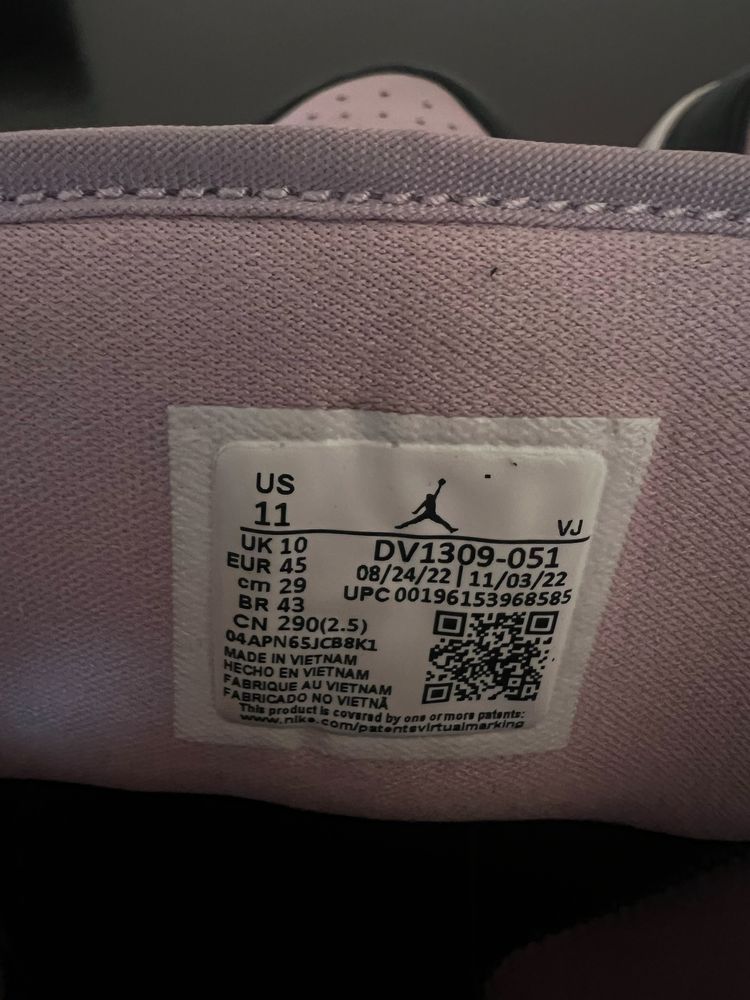 US
11
VJ
UK 10
EUR 45
cm 29
BR 43
CN 290(2.5)
04APN65JCB8K1
DV1309-051
08/24/22 | 11/03/22
UPC 00196153968585
MADE IN VIETNAM
HECHO EN VIETNAM
FABRIQUE AU VIETNAM
FABRICADO NO VIETNÃ
This product is covered by one or more patents:
www.nike.com/patentsvirtualmarking